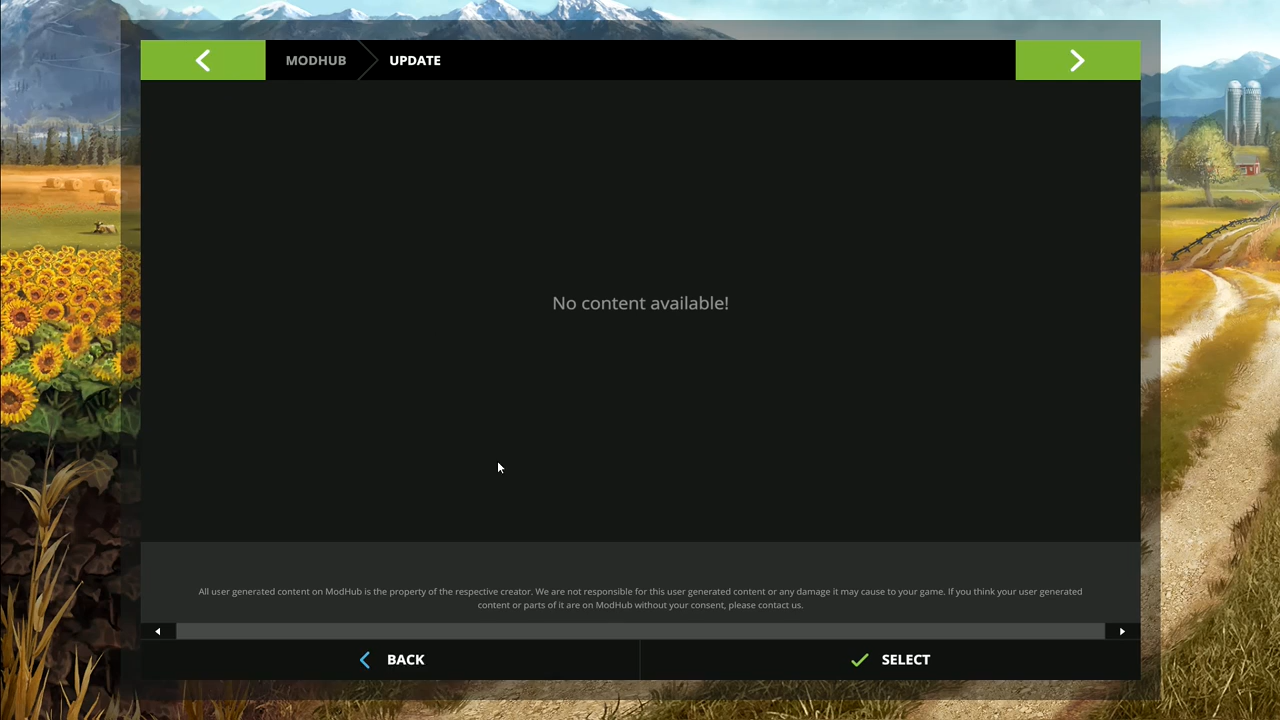 MODHUB
UPDATE
No content available!
All user generated content on ModHub is the property of the respective creator. We are not responsible for this user generated content or any damage it may cause to your game. If you think your user generated
content or parts of it are on ModHub without your consent, please contact us.
BACK
SELECT